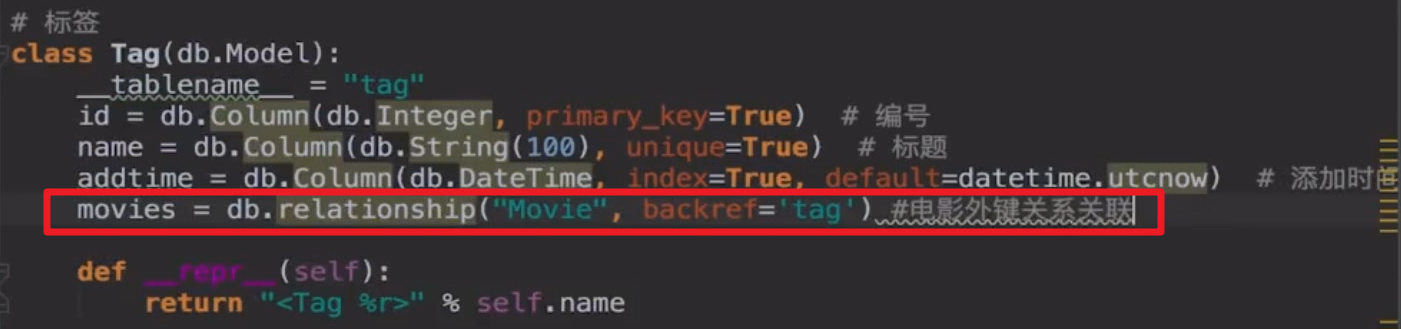 # 标签
class Tag(db.Model):
    __tablename__ = "tag"
    id = db.Column(db.Integer, primary_key=True)  # 编号
    name = db.Column(db.String(100), unique=True)  # 标题
    addtime = db.Column(db.DateTime, index=True, default=datetime.utcnow)  # 添加时间
    movies = db.relationship("Movie", backref='tag') #电影外键关系关联
    def __repr__(self):
        return "<Tag %r>" % self.name